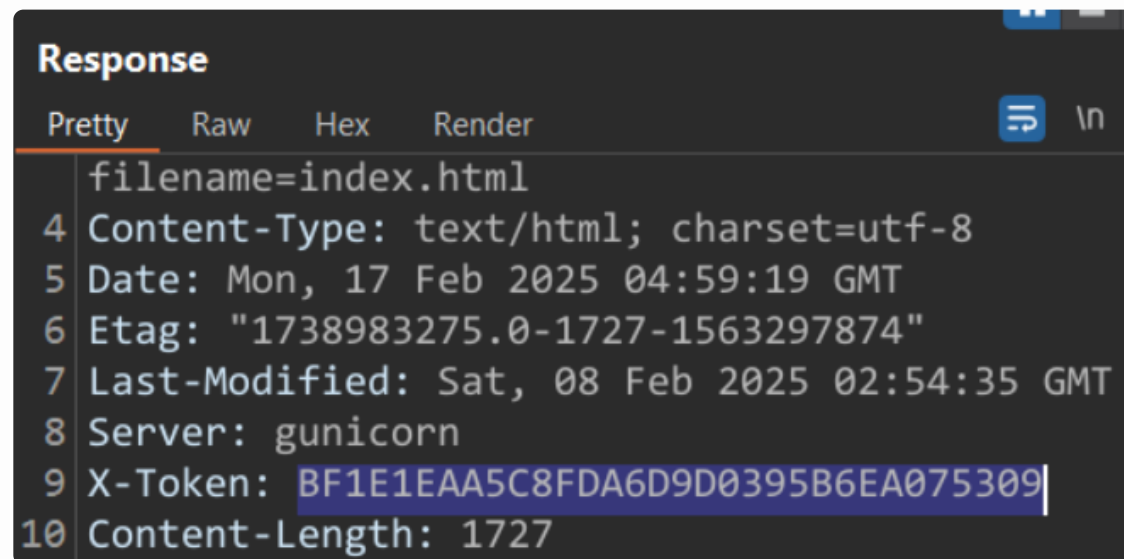 Response
Pretty Raw Hex Render \n
filename=index.html
4 Content-Type: text/html; charset=utf-8
5 Date: Mon, 17 Feb 2025 04:59:19 GMT
6 Etag: "1738983275.0-1727-1563297874"
7 Last-Modified: Sat, 08 Feb 2025 02:54:35 GMT
8 Server: gunicorn
9 X-Token: BF1E1EAA5C8FDA6D9D0395B6EA075309
10 Content-Length: 1727